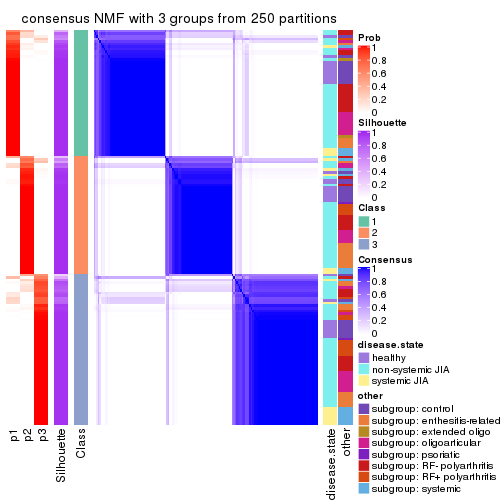 consensus NMF with 3 groups from 250 partitions
Prob
1
0.8
0.6
0.4
0.2
0
Silhouette
1
0.8
0.6
0.4
0.2
0
Class
1
2
3
Consensus
1
0.8
0.6
0.4
0.2
0
disease.state
healthy
non-systemic JIA
systemic JIA
other
subgroup: control
subgroup: enthesitis-related
subgroup: extended oligo
subgroup: oligoarticular
subgroup: psoriatic
subgroup: RF- polyarthritis
subgroup: RF+ polyarthritis
subgroup: systemic
p1
p2
p3
Silhouette
Class
disease.state
other